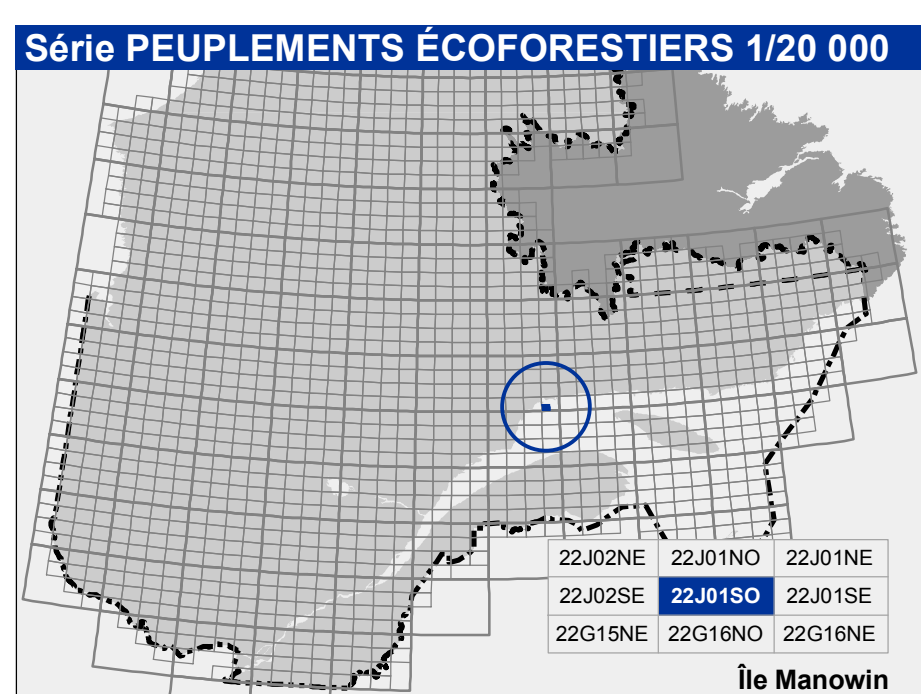 Série PEUPLEMENTS ÉCOFORESTIERS 1/20 000
22J02NE 22J01NO 22J01NE
22J02SE 22J01SO 22J01SE
22G15NE 22G16NO 22G16NE
Île Manowin